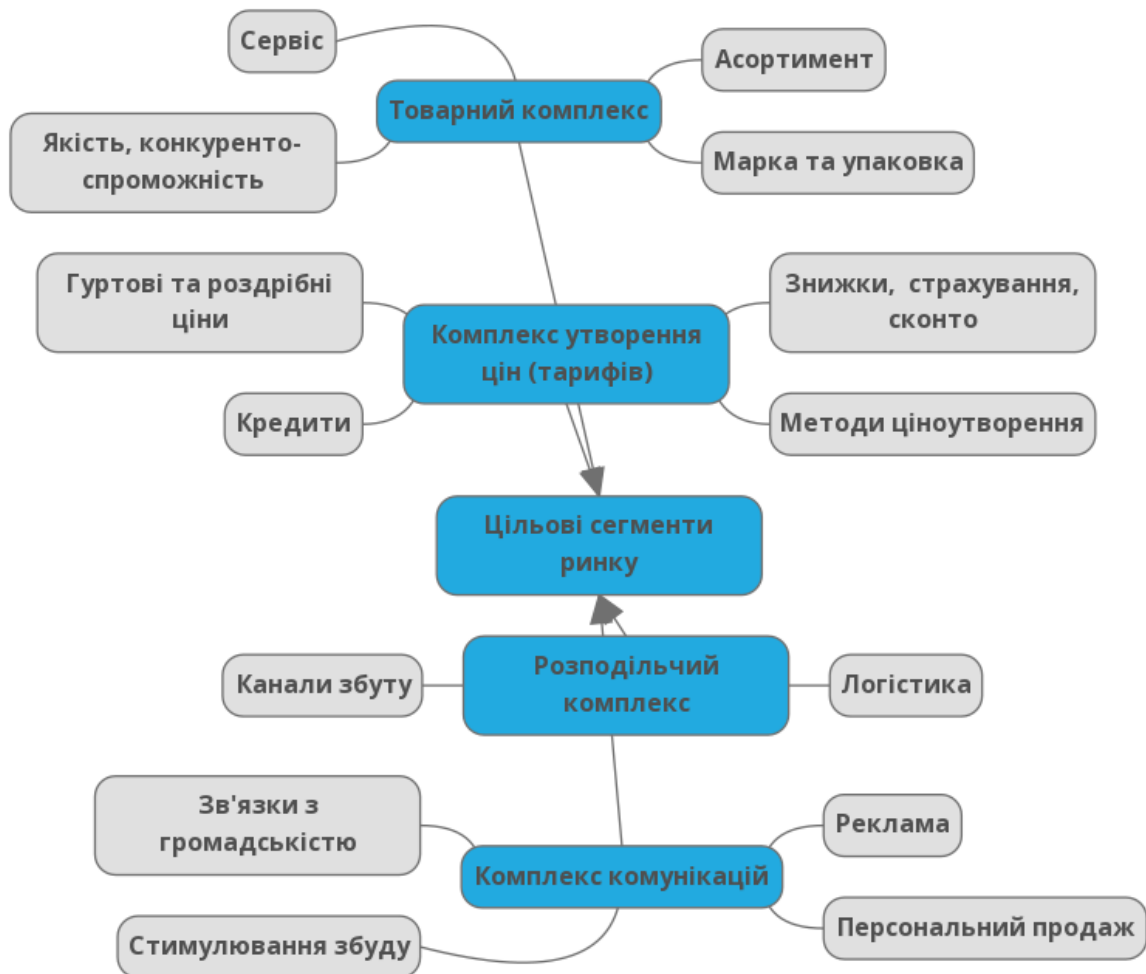 Сервіс
Асортимент
Товарний комплекс
Якість, конкуренто-
спроможність
Марка та упаковка
Гуртові та роздрібні
ціни
Знижки,  страхування,
сконто
Комплекс утворення
цін (тарифів)
Кредити
Методи ціноутворення
Цільові сегменти
ринку
Канали збуту
Розподільчий
комплекс
Логістика
Зв'язки з
громадськістю
Реклама
Комплекс комунікацій
Стимулювання збуду
Персональний продаж